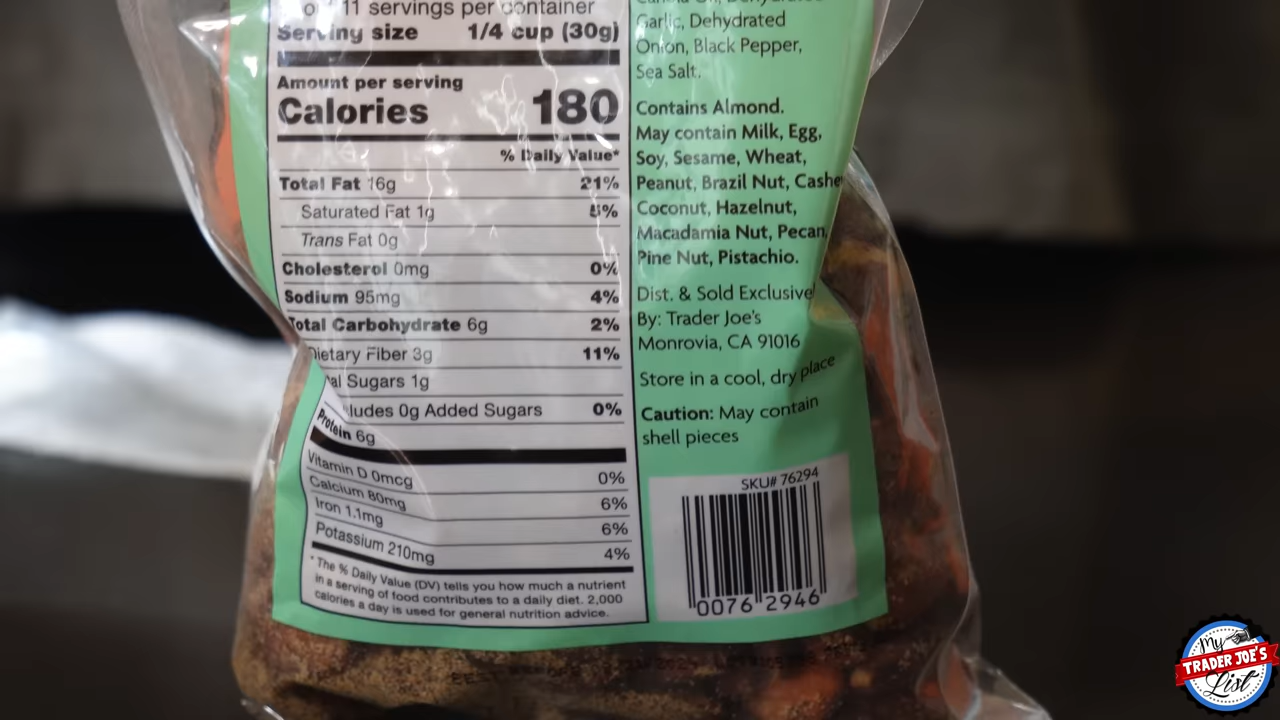 11 servings per container
Serving size 1/4 cup (30g)
Amount per serving
Calories 180
% Daily Value*
Total Fat 16g 21%
Saturated Fat 1g 5%
Trans Fat 0g
Cholesterol 0mg 0%
Sodium 95mg 4%
Total Carbohydrate 6g 2%
Dietary Fiber 3g 11%
Sugars 1g
0g Added Sugars 0%
Protein 6g
Vitamin D 0mcg 0%
Calcium 80mg 6%
Iron 1.1mg 6%
Potassium 210mg 4%
* The % Daily Value (DV) tells you how much a nutrient
in a serving of food contributes to a daily diet. 2,000
calories a day is used for general nutrition advice.
Garlic, Dehydrated
Onion, Black Pepper,
Sea Salt.
Contains Almond.
May contain Milk, Egg,
Soy, Sesame, Wheat,
Peanut, Brazil Nut,
Coconut, Hazelnut,
Macadamia Nut, Pecan,
Pine Nut, Pistachio.
Dist. & Sold
By: Trader Joe's
Monrovia, CA 91016
Store in a cool, dry place
Caution: May contain
shell pieces
SKU# 76294
0076 2946
My
TRADER JOE'S
List